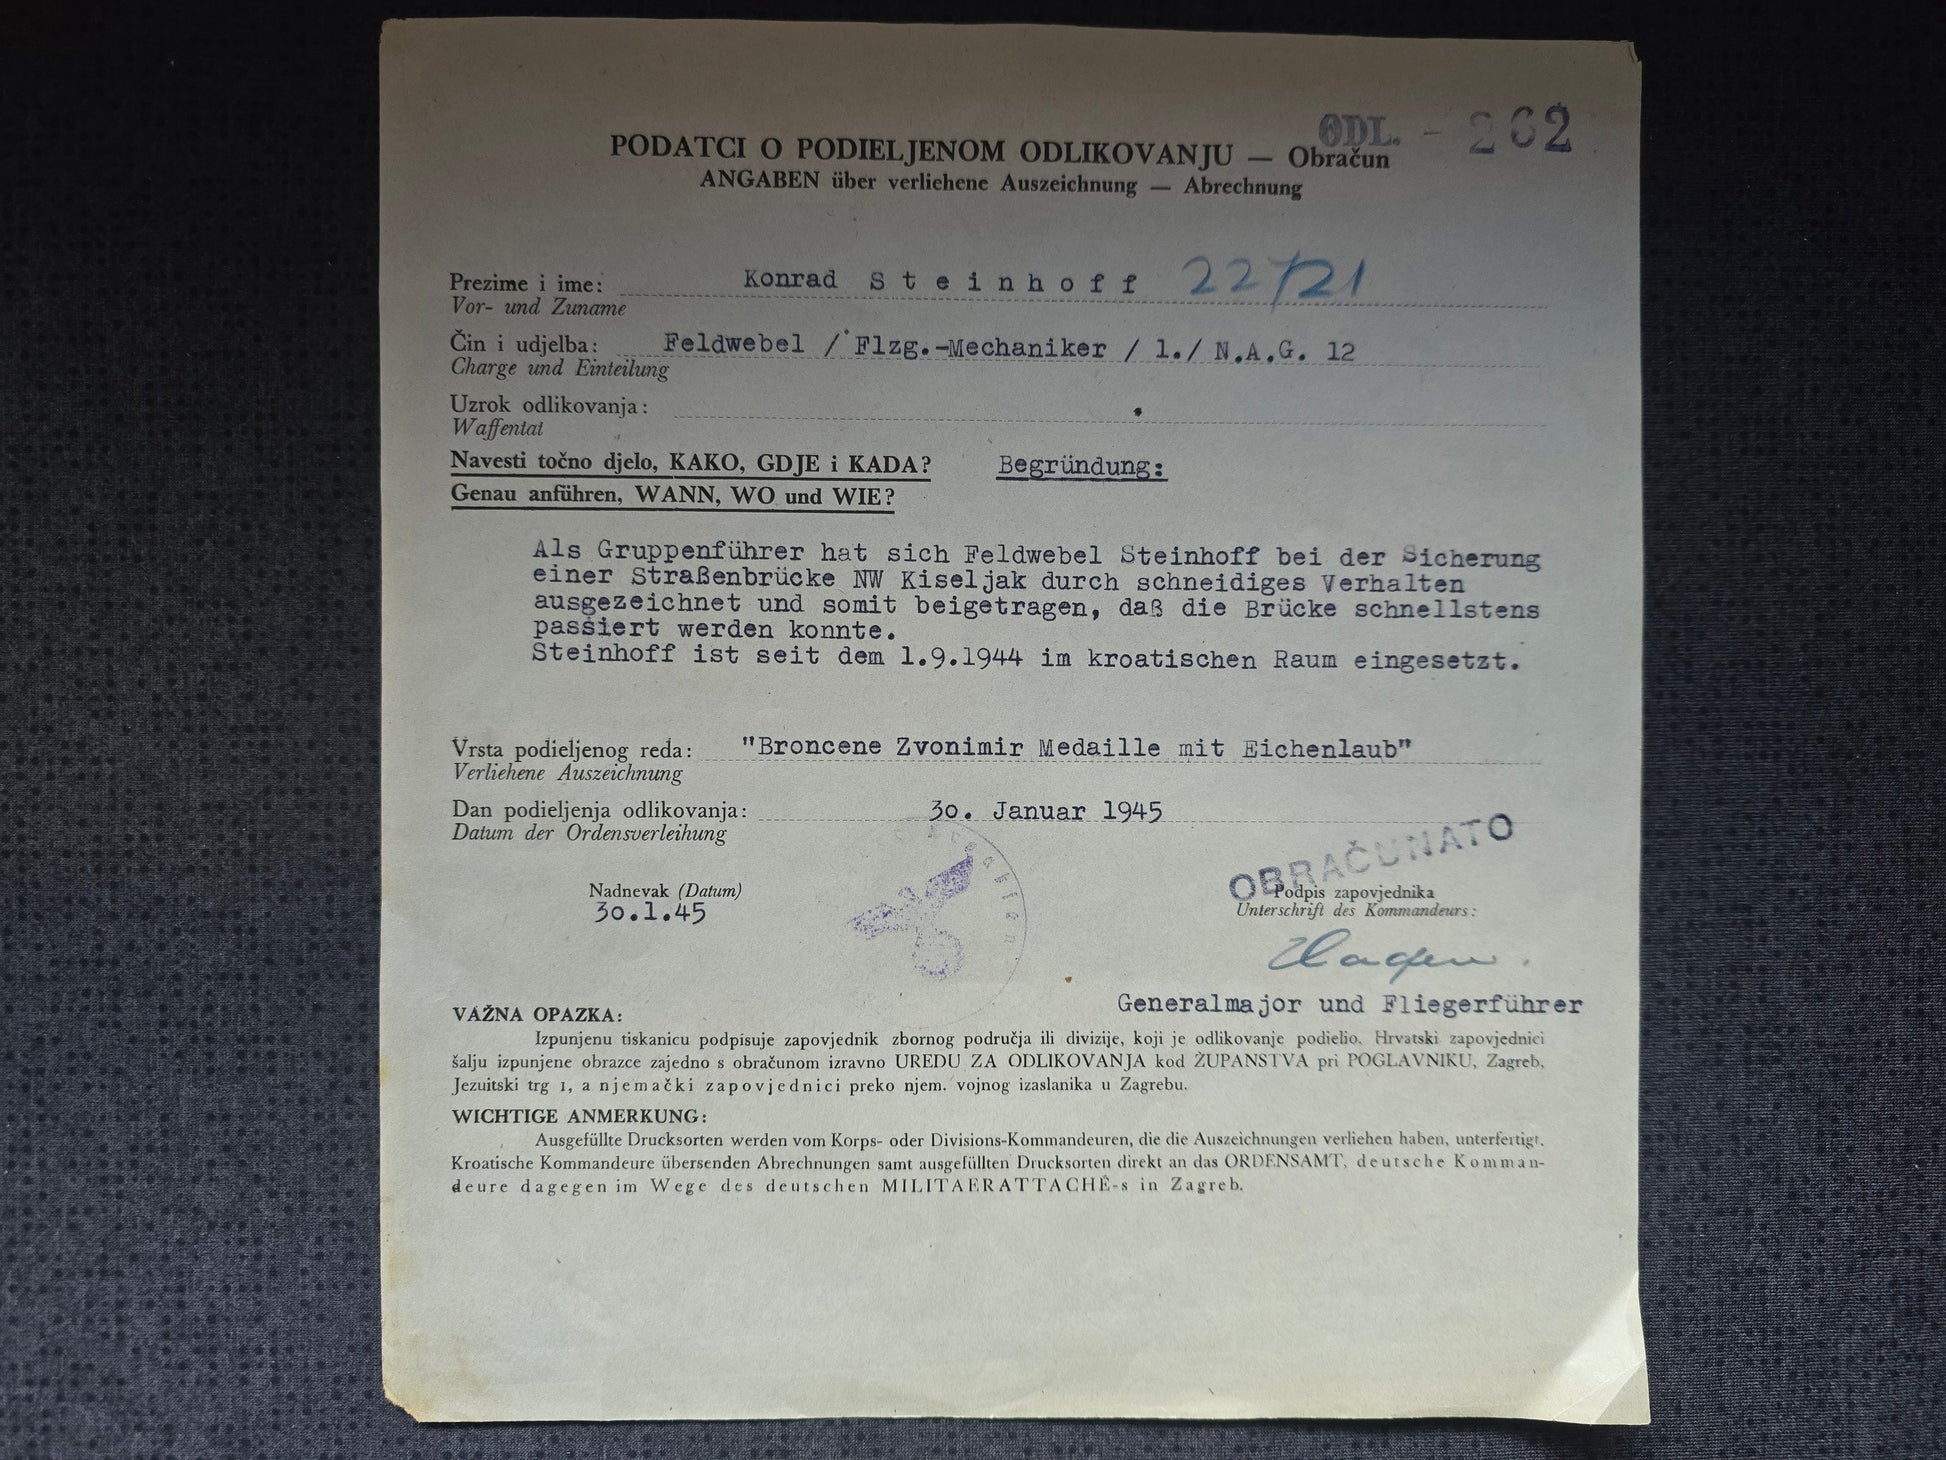 ODL. - 262
PODATCI O PODIELJENOM ODLIKOVANJU — Obračun
ANGABEN über verliehene Auszeichnung — Abrechnung
Prezime i ime: Konrad Steinhoff 22721
Vor- und Zuname
Čin i udjelba: Feldwebel / Flzg.-Mechaniker / 1./ N.A.G. 12
Charge und Einteilung
Uzrok odlikovanja:
Waffentat
Navesti točno djelo, KAKO, GDJE i KADA? Begründung:
Genau anführen, WANN, WO und WIE?
Als Gruppenführer hat sich Feldwebel Steinhoff bei der Sicherung
einer Straßenbrücke NW Kiseljak durch schneidiges Verhalten
ausgezeichnet und somit beigetragen, daß die Brücke schnellstens
passiert werden konnte.
Steinhoff ist seit dem 1.9.1944 im kroatischen Raum eingesetzt.
Vrsta podieljenog reda: "Broncene Zvonimir Medaille mit Eichenlaub"
Verliehene Auszeichnung
Dan podieljenja odlikovanja: 30. Januar 1945
Datum der Ordensverleihung
OBRAČUNATO
Nadnevak (Datum) Podpis zapovjednika
30.1.45 Unterschrift des Kommandeurs:
Hagen
Generalmajor und Fliegerführer
VAŽNA OPAZKA:
Izpunjenu tiskanicu podpisuje zapovjednik zbornog područja ili divizije, koji je odlikovanje podielio. Hrvatski zapovjednici
šalju izpunjene obrazce zajedno s obračunom izravno UREDU ZA ODLIKOVANJA kod ŽUPANSTVA pri POGLAVNIKU, Zagreb,
Jezuitski trg 1, a njemački zapovjednici preko njem. vojnog izaslanika u Zagrebu.
WICHTIGE ANMERKUNG:
Ausgefüllte Drucksorten werden vom Korps- oder Divisions-Kommandeuren, die die Auszeichnungen verliehen haben, unterfertigt.
Kroatische Kommandeure übersenden Abrechnungen samt ausgefüllten Drucksorten direkt an das ORDENSAMT, deutsche Komman-
deure dagegen im Wege des deutschen MILITAERATTACHÉ-s in Zagreb.